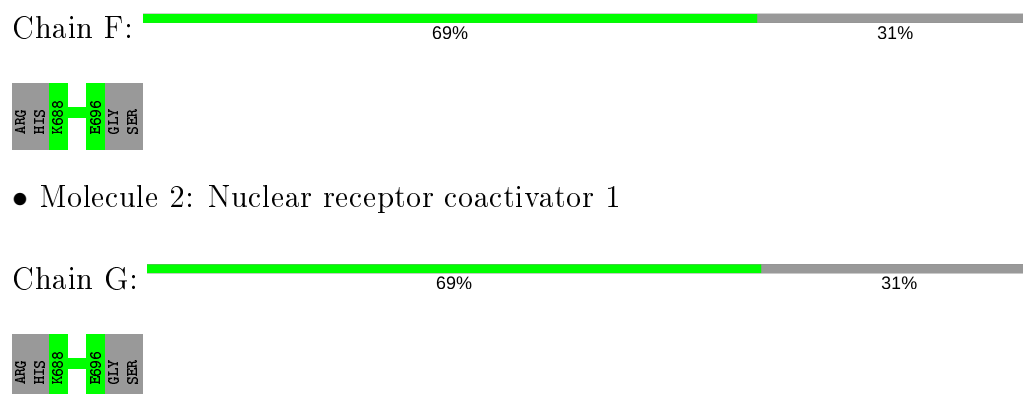 Chain F:
69% 31%
ARG HIS K688 E696 GLY SER
• Molecule 2: Nuclear receptor coactivator 1
Chain G:
69% 31%
ARG HIS K688 E696 GLY SER